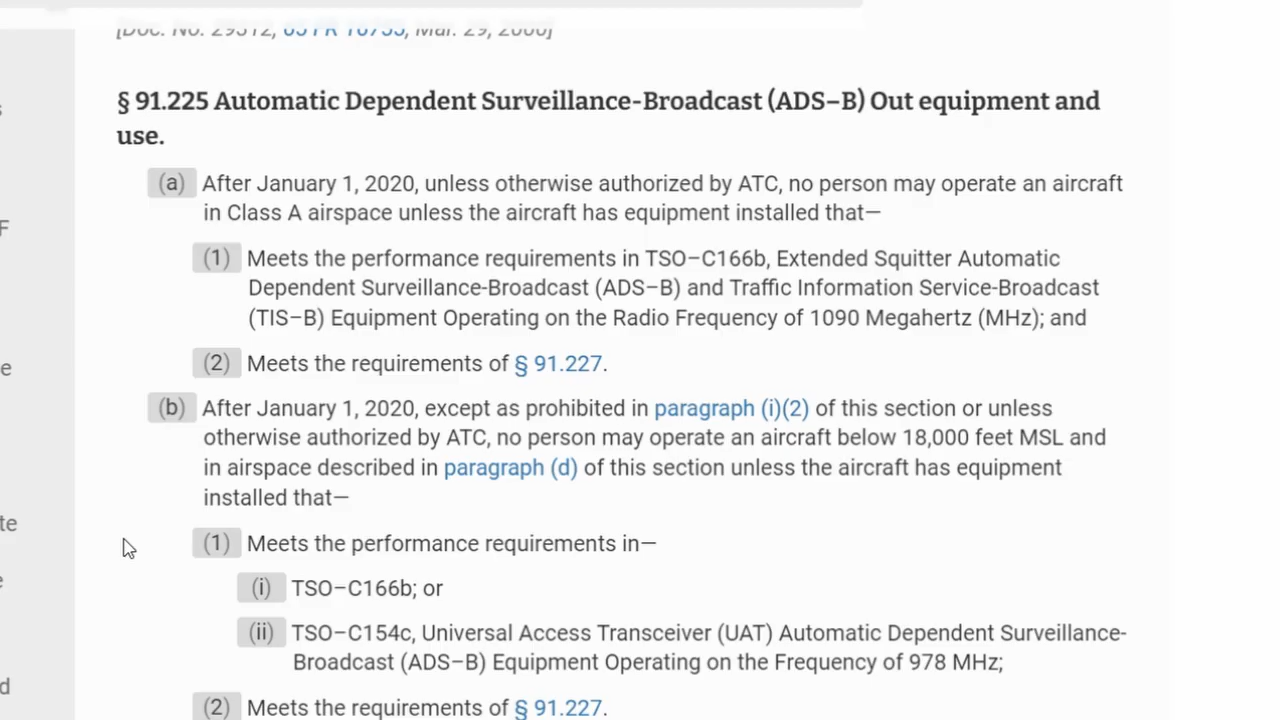 [Doc. No. 29312, 65 FR 16735, Mar. 29, 2000]
§ 91.225 Automatic Dependent Surveillance-Broadcast (ADS–B) Out equipment and
use.
(a) After January 1, 2020, unless otherwise authorized by ATC, no person may operate an aircraft
in Class A airspace unless the aircraft has equipment installed that—
(1) Meets the performance requirements in TSO–C166b, Extended Squitter Automatic
Dependent Surveillance-Broadcast (ADS–B) and Traffic Information Service-Broadcast
(TIS–B) Equipment Operating on the Radio Frequency of 1090 Megahertz (MHz); and
(2) Meets the requirements of § 91.227.
(b) After January 1, 2020, except as prohibited in paragraph (i)(2) of this section or unless
otherwise authorized by ATC, no person may operate an aircraft below 18,000 feet MSL and
in airspace described in paragraph (d) of this section unless the aircraft has equipment
installed that—
(1) Meets the performance requirements in—
(i) TSO–C166b; or
(ii) TSO–C154c, Universal Access Transceiver (UAT) Automatic Dependent Surveillance-
Broadcast (ADS–B) Equipment Operating on the Frequency of 978 MHz;
(2) Meets the requirements of § 91.227.